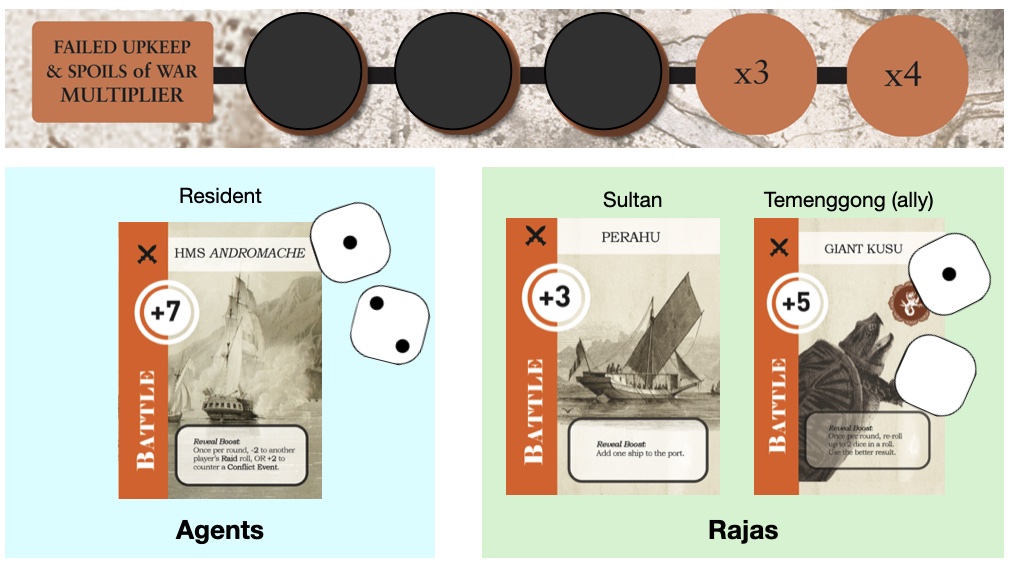 FAILED UPKEEP
& SPOILS of WAR
MULTIPLIER
x3
x4
Resident
HMS ANDROMACHE
+7
BATTLE
Reveal Boost:
Once per round, -2 to another
player's Raid roll, OR +2 to
counter a Conflict Event.
Agents
Sultan
PERAHU
+3
BATTLE
Reveal Boost:
Add one ship to the port.
Temenggong (ally)
GIANT KUSU
+5
BATTLE
Reveal Boost:
Once per round, re-roll
up to 2 dice in a roll.
Use the better result.
Rajas